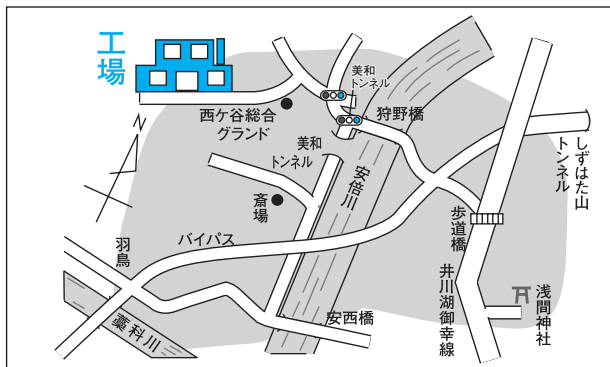 工場
美和
トンネル
狩野橋
西ケ谷総合
グランド
N
美和
トンネル
安倍川
しずはた山
トンネル
斎場
羽鳥
バイパス
歩道橋
井川湖御幸線
浅間神社
藁科川
安西橋